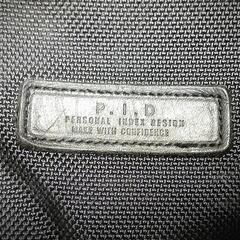 P.I.D
PERSONAL INDEX DESIGN
MAKE WITH CONFIDENCE